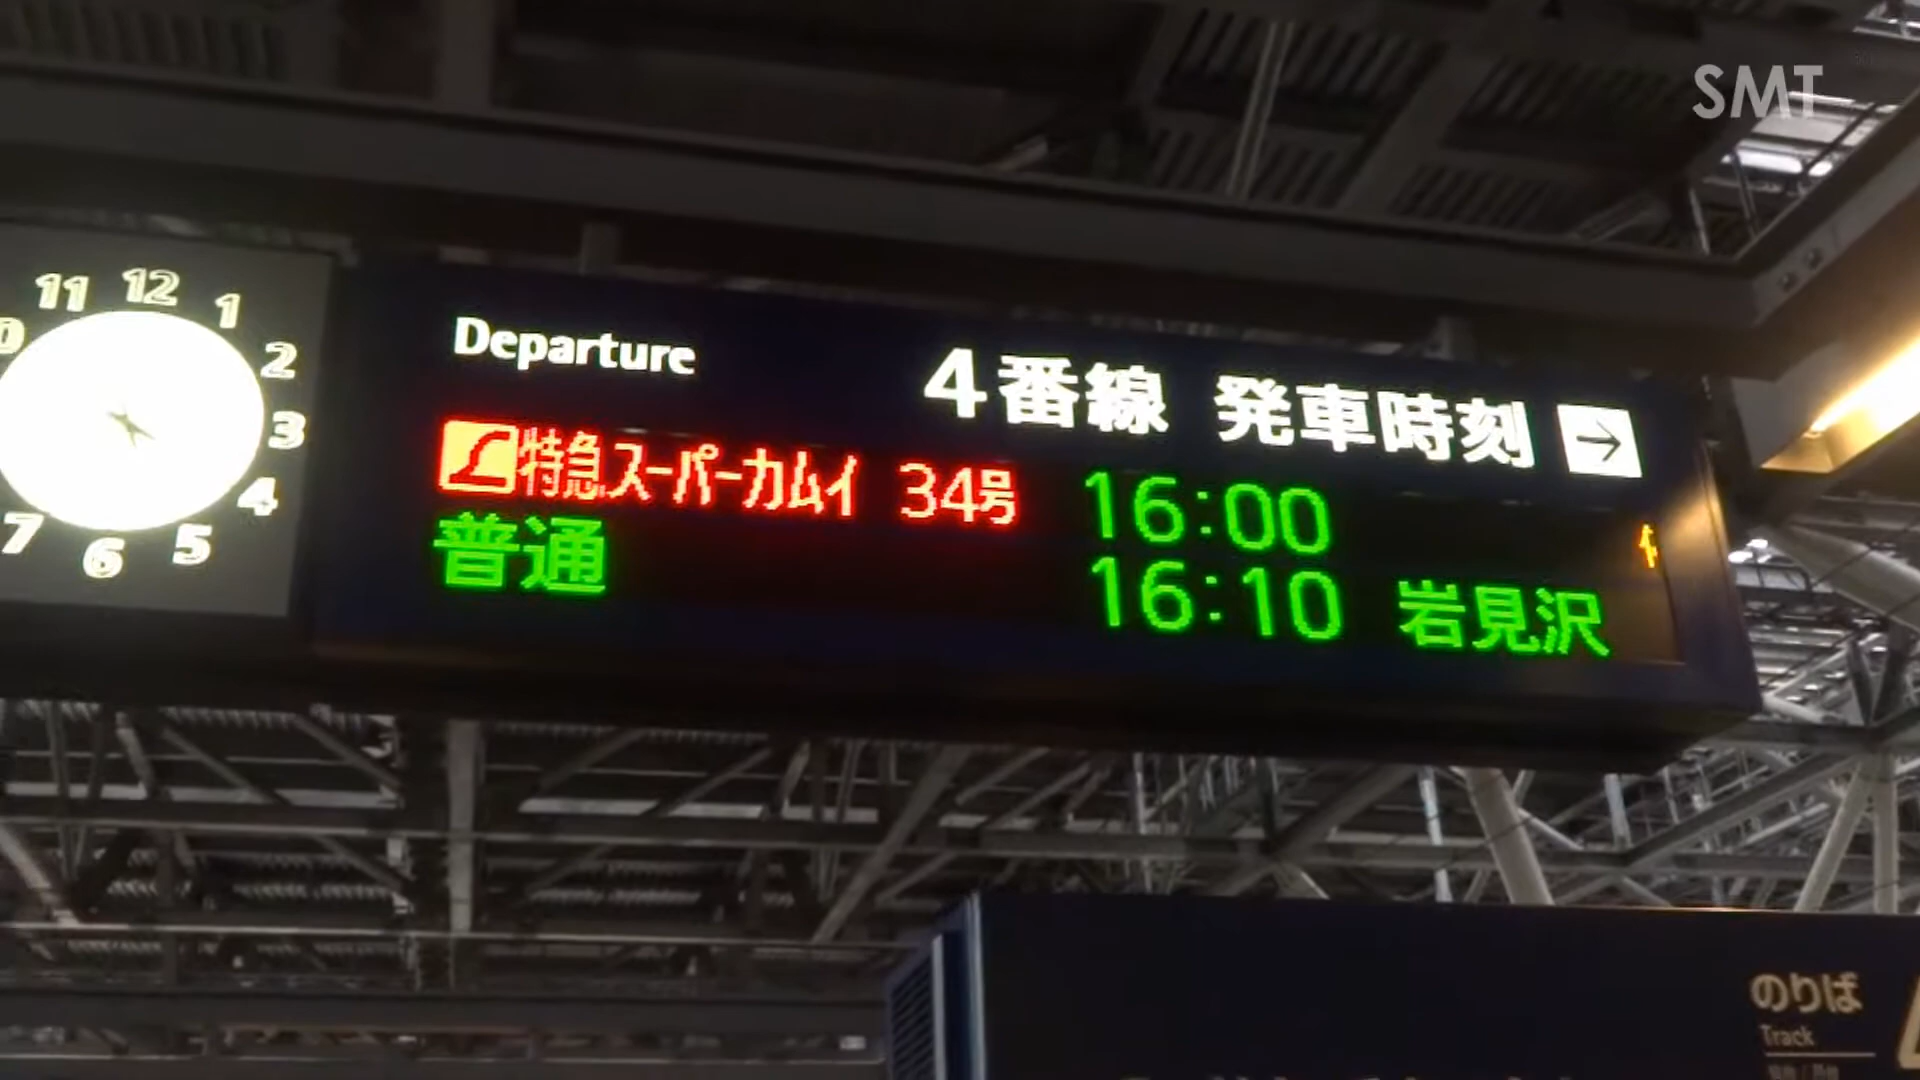 SMT
11 12 1 2 3 4 5 6 7
Departure
4番線 発車時刻 →
特急スーパーカムイ 34号 16:00
普通 16:10 岩見沢
のりば
Track